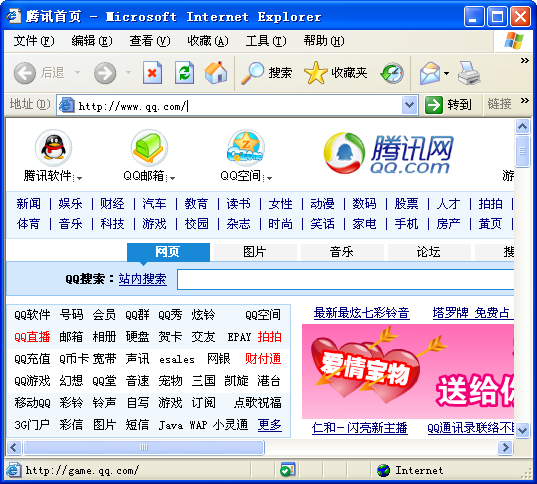 腾讯首页 - Microsoft Internet Explorer
文件(F) 编辑(E) 查看(V) 收藏(A) 工具(T) 帮助(H)
后退 搜索 收藏夹
地址(D) http://www.qq.com/ 转到 链接
腾讯软件 QQ邮箱 QQ空间 腾讯网 QQ.com 游
新闻 | 娱乐 | 财经 | 汽车 | 教育 | 读书 | 女性 | 动漫 | 数码 | 股票 | 人才 | 拍拍
体育 | 音乐 | 科技 | 游戏 | 校园 | 杂志 | 时尚 | 笑话 | 家电 | 手机 | 房产 | 黄页
网页 图片 音乐 论坛 搜
QQ搜索：站内搜索
QQ软件 号码 会员 QQ群 QQ秀 炫铃 QQ空间
QQ直播 邮箱 相册 硬盘 贺卡 交友 EPAY 拍拍
QQ充值 Q币卡 宽带 声讯 esales 网银 财付通
QQ游戏 幻想 QQ堂 音速 宠物 三国 凯旋 港台
移动QQ 彩铃 铃声 自写 游戏 订阅 点歌祝福
3G门户 彩信 图片 短信 Java WAP 小灵通 更多
最新最炫七彩铃音 塔罗牌 免费占
爱情宝物
送给你
仁和－闪亮新主播 QQ通讯录联络不
http://game.qq.com/ Internet